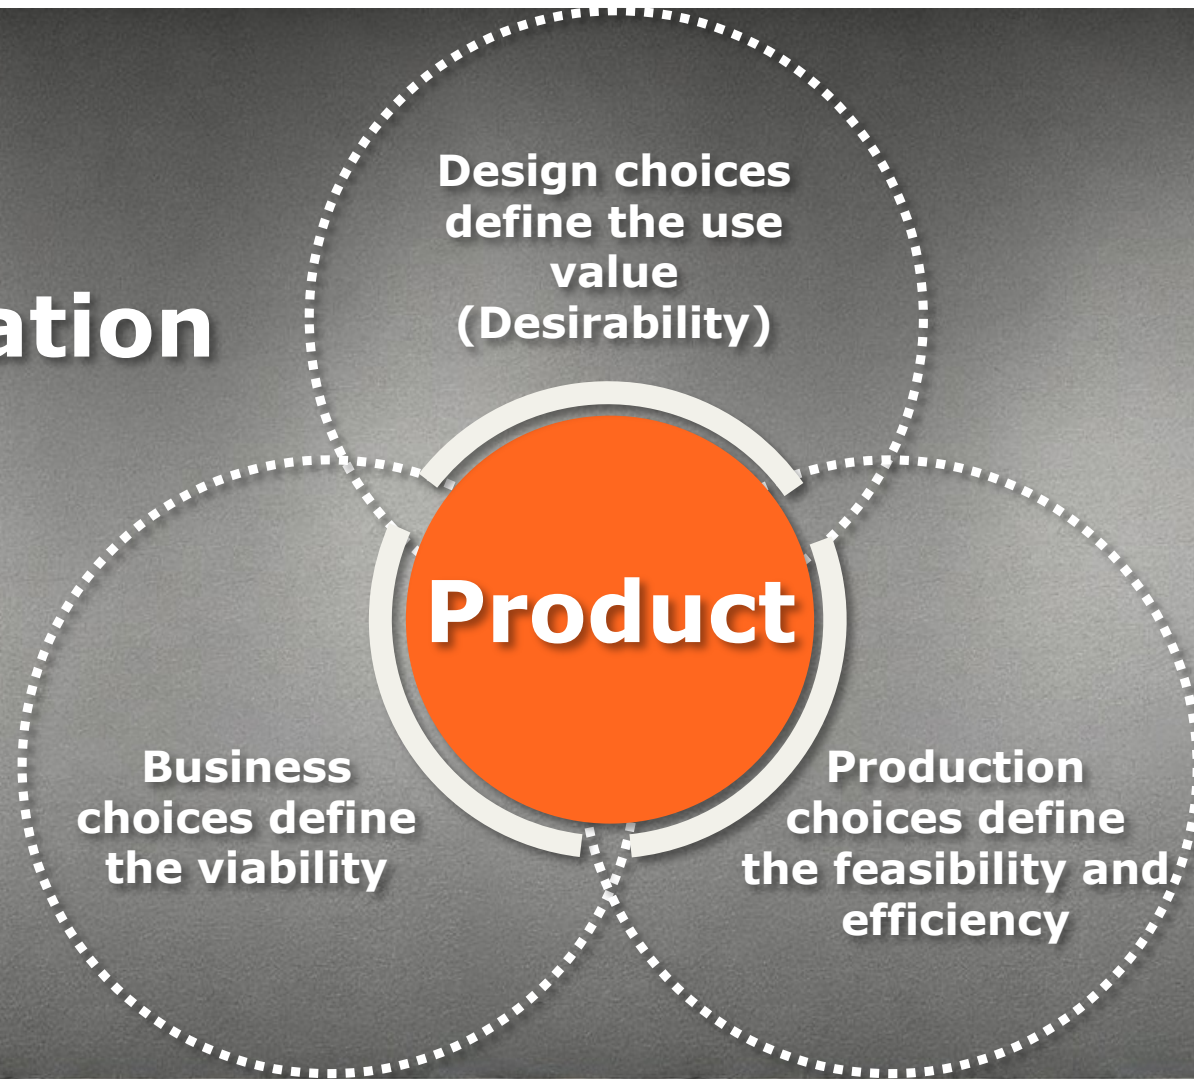 Design choices
define the use
value
(Desirability)
ation
Product
Business
choices define
the viability
Production
choices define
the feasibility and
efficiency